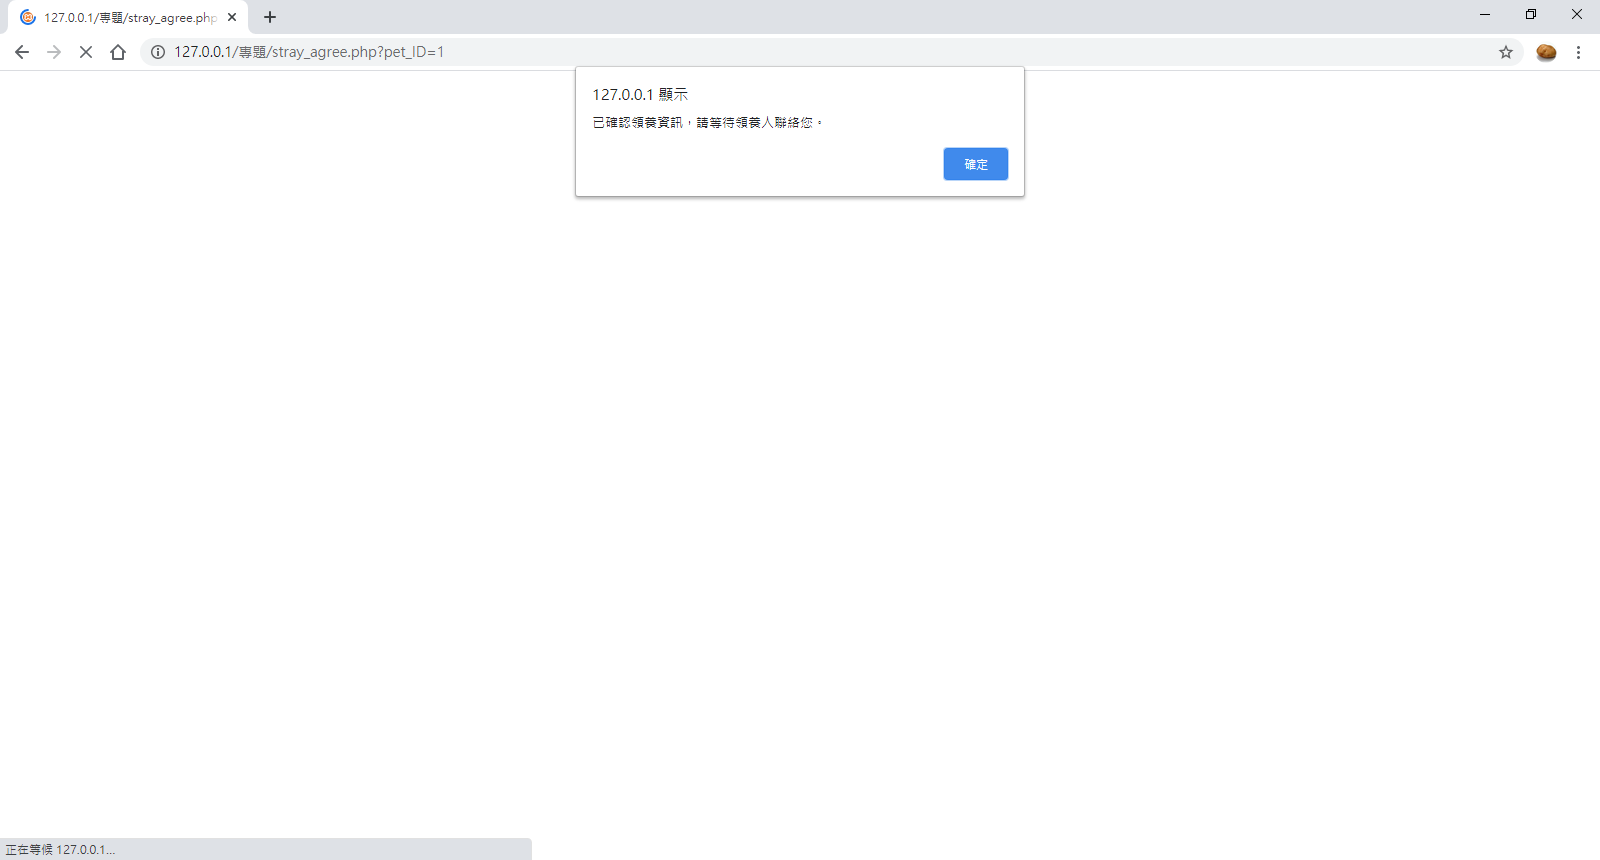 127.0.0.1/專題/stray_agree.php
127.0.0.1/專題/stray_agree.php?pet_ID=1
127.0.0.1 顯示
已確認領養資訊，請等待領養人聯絡您。
確定
正在等候 127.0.0.1...